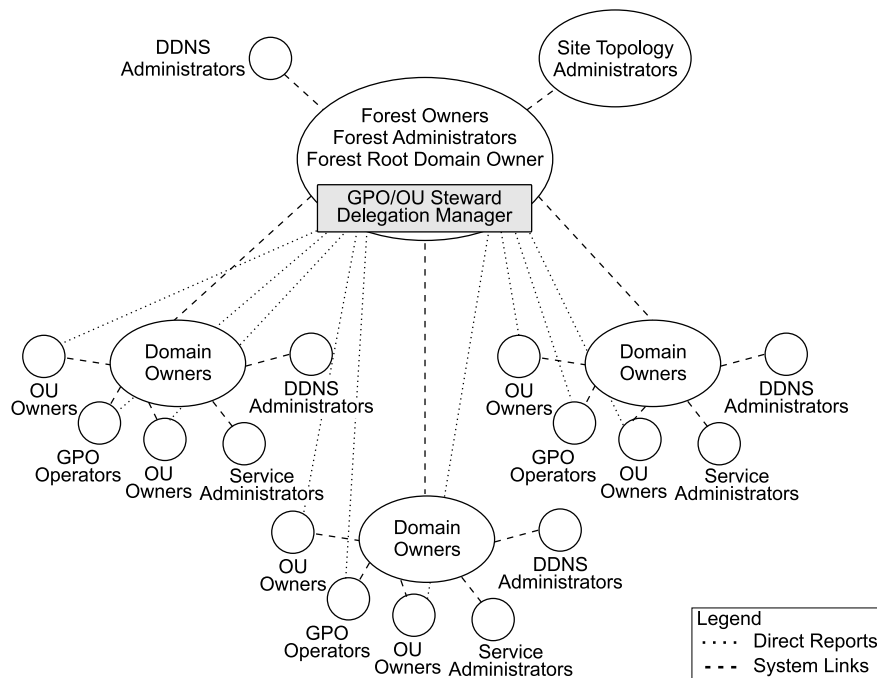 DDNS
Administrators
Site Topology
Administrators
Forest Owners
Forest Administrators
Forest Root Domain Owner
GPO/OU Steward
Delegation Manager
Domain
Owners
OU
Owners
DDNS
Administrators
GPO
Operators
OU
Owners
Service
Administrators
Domain
Owners
OU
Owners
DDNS
Administrators
GPO
Operators
OU
Owners
Service
Administrators
Domain
Owners
OU
Owners
DDNS
Administrators
GPO
Operators
OU
Owners
Service
Administrators
Legend
Direct Reports
System Links